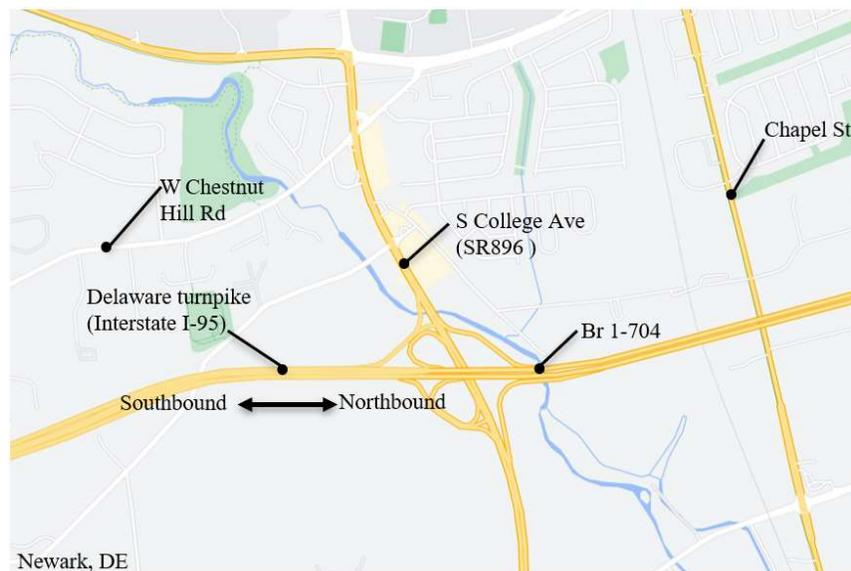 Chapel St
W Chestnut
Hill Rd
S College Ave
(SR896 )
Delaware turnpike
(Interstate I-95)
Br 1-704
Southbound
Northbound
Newark, DE